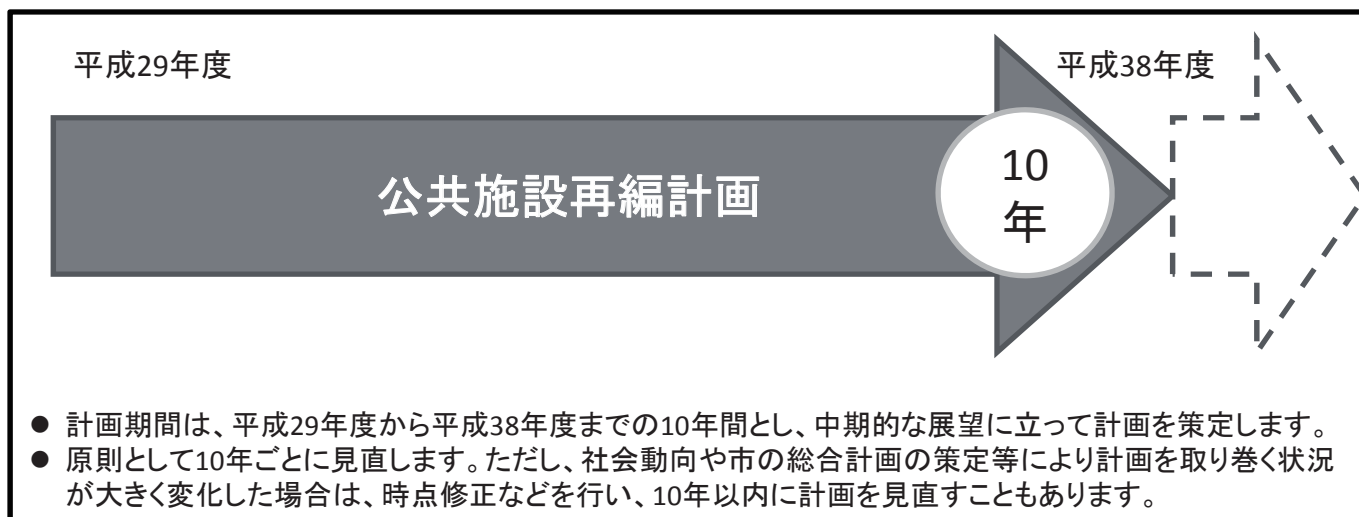 平成29年度
平成38年度
公共施設再編計画
10
年
● 計画期間は、平成29年度から平成38年度までの10年間とし、中期的な展望に立って計画を策定します。
● 原則として10年ごとに見直します。ただし、社会動向や市の総合計画の策定等により計画を取り巻く状況
が大きく変化した場合は、時点修正などを行い、10年以内に計画を見直すこともあります。